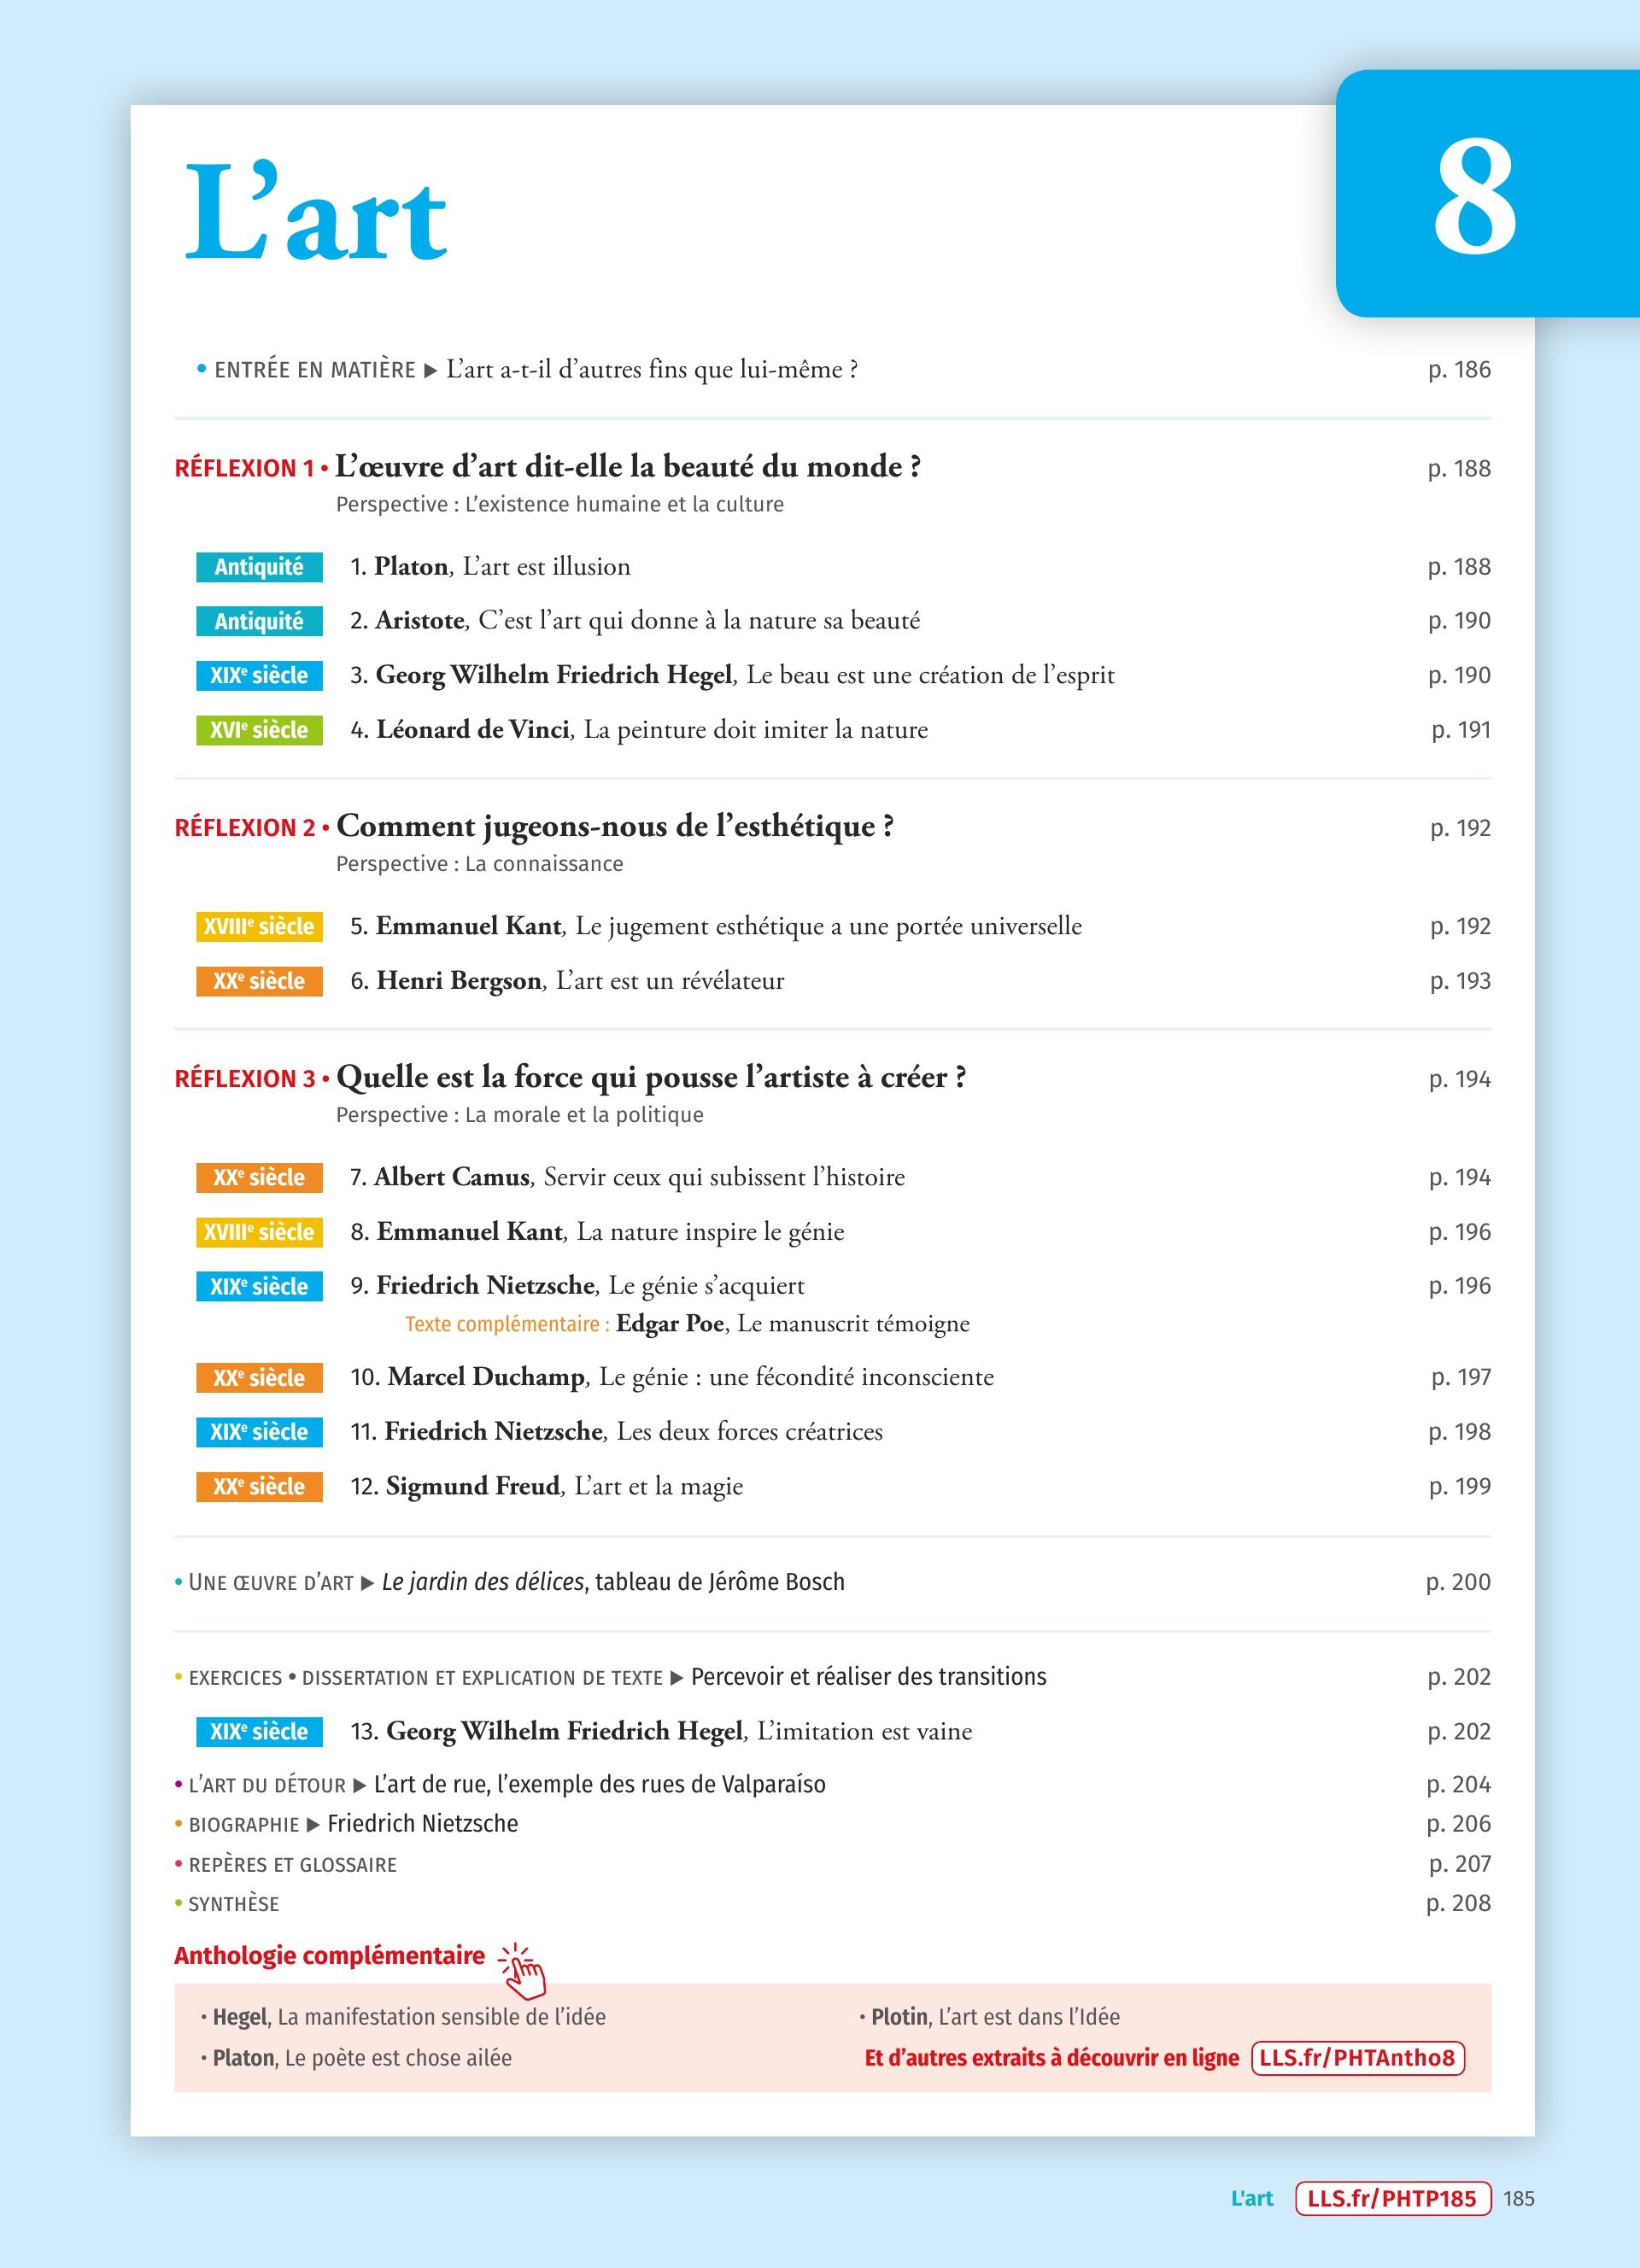 8
L’art
• ENTRÉE EN MATIÈRE ▶ L’art a-t-il d’autres fins que lui-même ? p. 186
RÉFLEXION 1 • L’œuvre d’art dit-elle la beauté du monde ? p. 188
Perspective : L’existence humaine et la culture
Antiquité 1. Platon, L’art est illusion p. 188
Antiquité 2. Aristote, C’est l’art qui donne à la nature sa beauté p. 190
XIXe siècle 3. Georg Wilhelm Friedrich Hegel, Le beau est une création de l’esprit p. 190
XVIe siècle 4. Léonard de Vinci, La peinture doit imiter la nature p. 191
RÉFLEXION 2 • Comment jugeons-nous de l’esthétique ? p. 192
Perspective : La connaissance
XVIIIe siècle 5. Emmanuel Kant, Le jugement esthétique a une portée universelle p. 192
XXe siècle 6. Henri Bergson, L’art est un révélateur p. 193
RÉFLEXION 3 • Quelle est la force qui pousse l’artiste à créer ? p. 194
Perspective : La morale et la politique
XXe siècle 7. Albert Camus, Servir ceux qui subissent l’histoire p. 194
XVIIIe siècle 8. Emmanuel Kant, La nature inspire le génie p. 196
XIXe siècle 9. Friedrich Nietzsche, Le génie s’acquiert p. 196
Texte complémentaire : Edgar Poe, Le manuscrit témoigne
XXe siècle 10. Marcel Duchamp, Le génie : une fécondité inconsciente p. 197
XIXe siècle 11. Friedrich Nietzsche, Les deux forces créatrices p. 198
XXe siècle 12. Sigmund Freud, L’art et la magie p. 199
• UNE ŒUVRE D’ART ▶ Le jardin des délices, tableau de Jérôme Bosch p. 200
• EXERCICES • DISSERTATION ET EXPLICATION DE TEXTE ▶ Percevoir et réaliser des transitions p. 202
XIXe siècle 13. Georg Wilhelm Friedrich Hegel, L’imitation est vaine p. 202
• L’ART DU DÉTOUR ▶ L’art de rue, l’exemple des rues de Valparaíso p. 204
• BIOGRAPHIE ▶ Friedrich Nietzsche p. 206
• REPÈRES ET GLOSSAIRE p. 207
• SYNTHÈSE p. 208
Anthologie complémentaire
• Hegel, La manifestation sensible de l’idée
• Platon, Le poète est chose ailée
• Plotin, L’art est dans l’Idée
Et d’autres extraits à découvrir en ligne LLS.fr/PHTAntho8
L'art LLS.fr/PHTP185 185